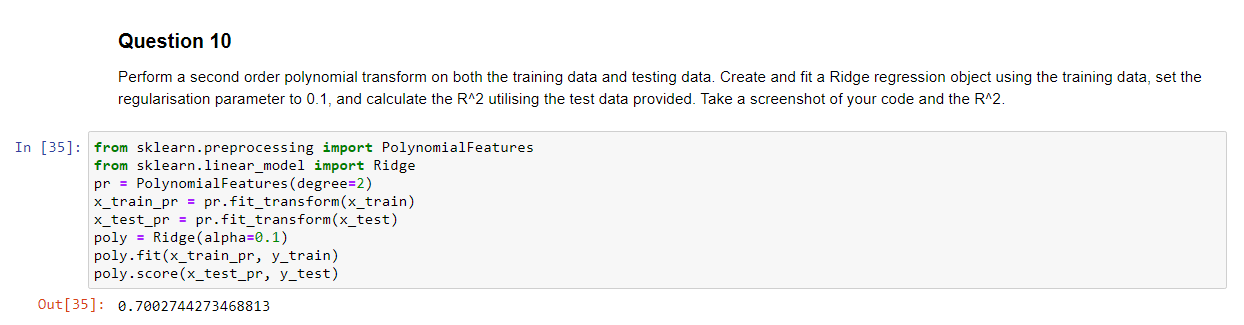 Question 10
Perform a second order polynomial transform on both the training data and testing data. Create and fit a Ridge regression object using the training data, set the
regularisation parameter to 0.1, and calculate the R^2 utilising the test data provided. Take a screenshot of your code and the R^2.
In [35]: from sklearn.preprocessing import PolynomialFeatures
from sklearn.linear_model import Ridge
pr = PolynomialFeatures(degree=2)
x_train_pr = pr.fit_transform(x_train)
x_test_pr = pr.fit_transform(x_test)
poly = Ridge(alpha=0.1)
poly.fit(x_train_pr, y_train)
poly.score(x_test_pr, y_test)
Out[35]: 0.7002744273468813